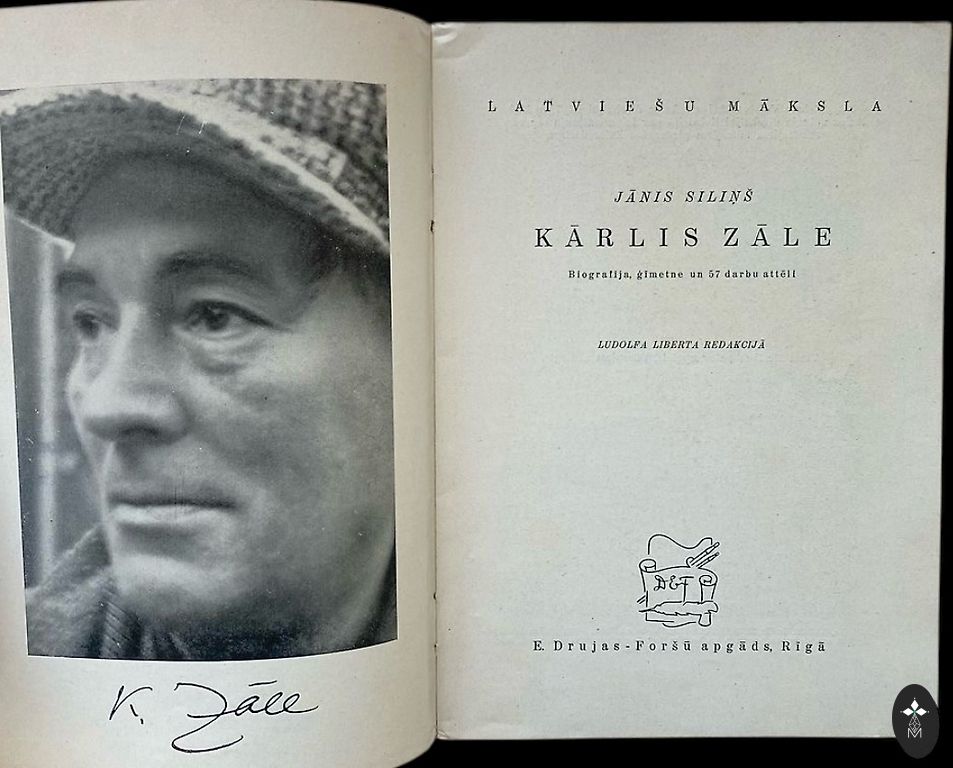 K. Zāle
LATVIEŠU MĀKSLA
JĀNIS SILIŅŠ
KĀRLIS ZĀLE
Biografija, ģīmetne un 57 darbu attēli
LUDOLFA LIBERTA REDAKCIJĀ
D&F
E. Drujas-Foršū apgāds, Rīgā
M